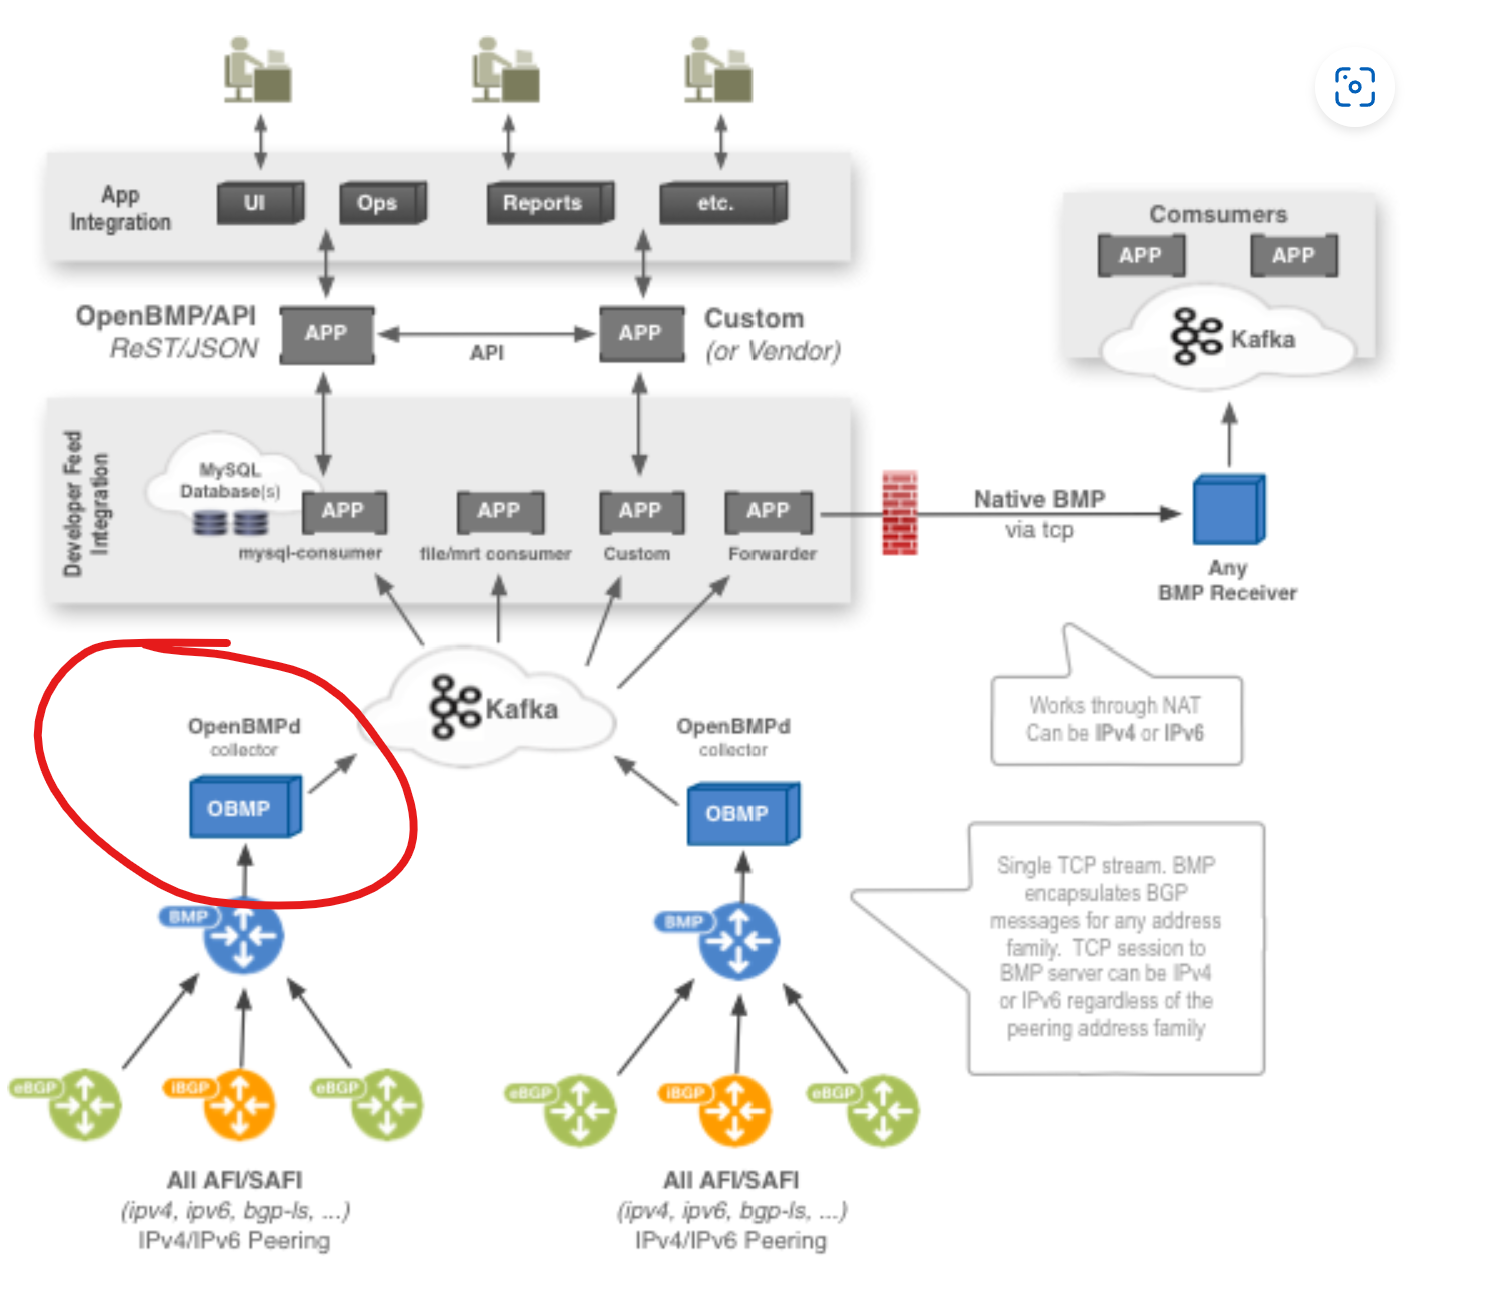 App
Integration
UI
Ops
Reports
etc.
OpenBMP/API
ReST/JSON
APP
API
APP
Custom
(or Vendor)
Comsumers
APP
APP
Kafka
Developer Feed
Integration
MySQL
Database(s)
APP
mysql-consumer
APP
file/mrt consumer
APP
Custom
APP
Forwarder
Native BMP
via tcp
Any
BMP Receiver
Works through NAT
Can be IPv4 or IPv6
Kafka
OpenBMPd
collector
OBMP
OpenBMPd
collector
OBMP
BMP
BMP
Single TCP stream. BMP
encapsulates BGP
messages for any address
family. TCP session to
BMP server can be IPv4
or IPv6 regardless of the
peering address family
eBGP
iBGP
eBGP
eBGP
iBGP
eBGP
All AFI/SAFI
(ipv4, ipv6, bgp-ls, ...)
IPv4/IPv6 Peering
All AFI/SAFI
(ipv4, ipv6, bgp-ls, ...)
IPv4/IPv6 Peering